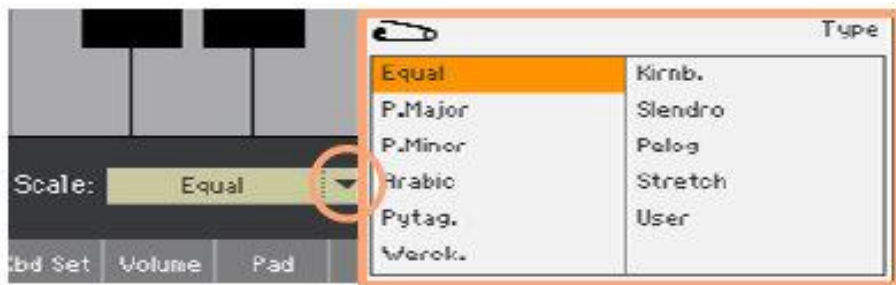 Type
Equal
P.Major
P.Minor
Arabic
Pytag.
Werck.
Kirnb.
Slendro
Pelog
Stretch
User
Scale: Equal
Kbd Set Volume Pad